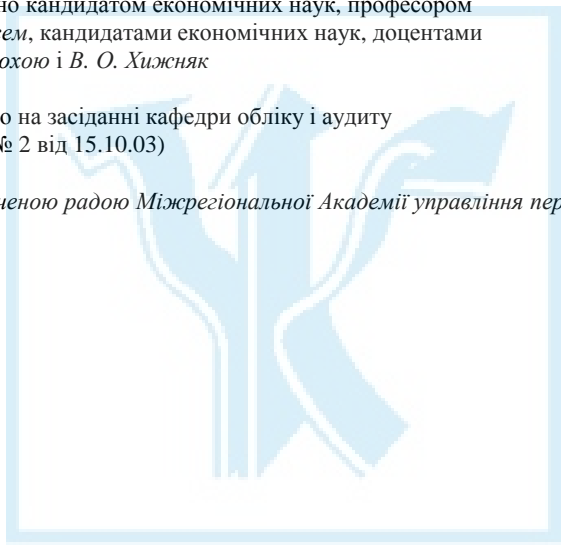 но кандидатом економічних наук, професором
ем, кандидатами економічних наук, доцентами
охою і В. О. Хижняк
о на засіданні кафедри обліку і аудиту
№ 2 від 15.10.03)
ченою радою Міжрегіональної Академії управління пер